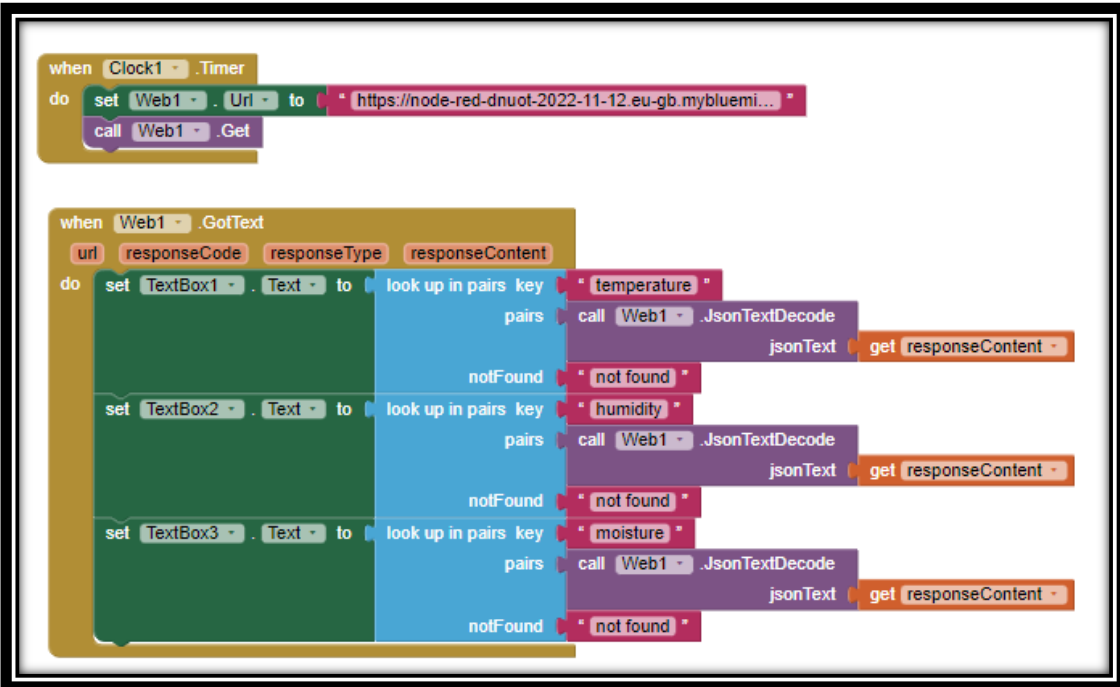 when Clock1 .Timer
do set Web1 . Url to “ https://node-red-dnuot-2022-11-12.eu-gb.mybluemi... ”
call Web1 .Get
when Web1 .GotText
url responseCode responseType responseContent
do set TextBox1 . Text to look up in pairs key “ temperature ”
pairs call Web1 .JsonTextDecode
jsonText get responseContent
notFound “ not found ”
set TextBox2 . Text to look up in pairs key “ humidity ”
pairs call Web1 .JsonTextDecode
jsonText get responseContent
notFound “ not found ”
set TextBox3 . Text to look up in pairs key “ moisture ”
pairs call Web1 .JsonTextDecode
jsonText get responseContent
notFound “ not found ”